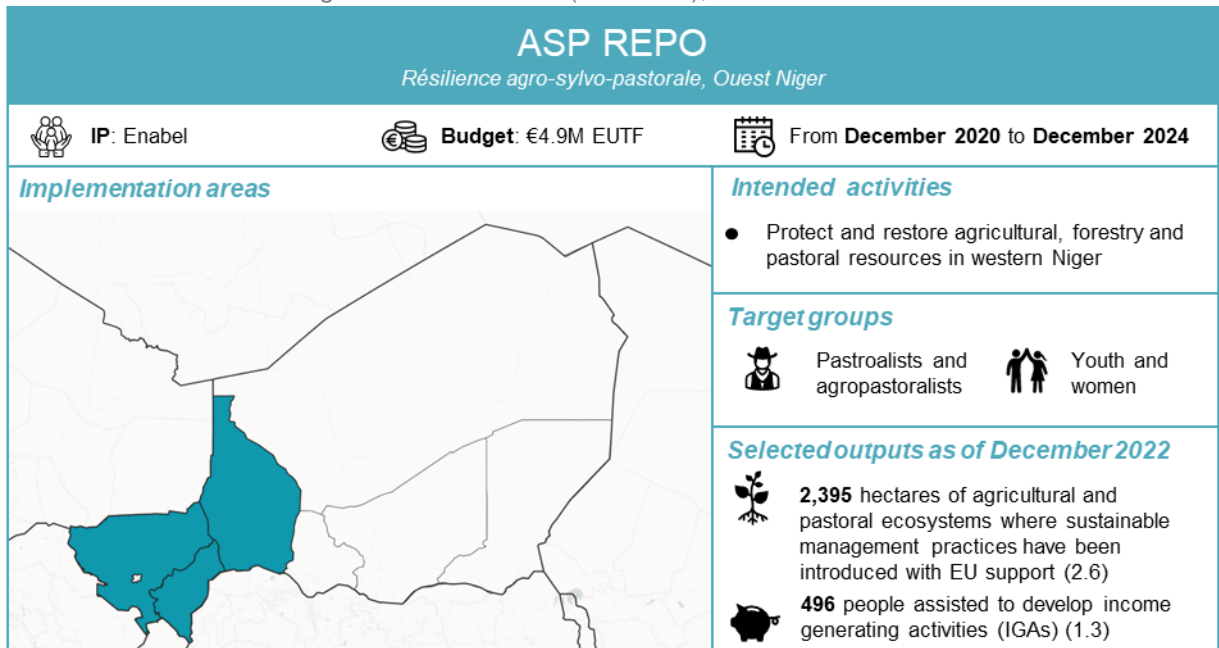 ASP REPO
Résilience agro-sylvo-pastorale, Ouest Niger
IP: Enabel
Budget: €4.9M EUTF
From December 2020 to December 2024
Implementation areas
Intended activities
● Protect and restore agricultural, forestry and
pastoral resources in western Niger
Target groups
Pastroalists and
agropastoralists
Youth and
women
Selected outputs as of December 2022
2,395 hectares of agricultural and
pastoral ecosystems where sustainable
management practices have been
introduced with EU support (2.6)
496 people assisted to develop income
generating activities (IGAs) (1.3)